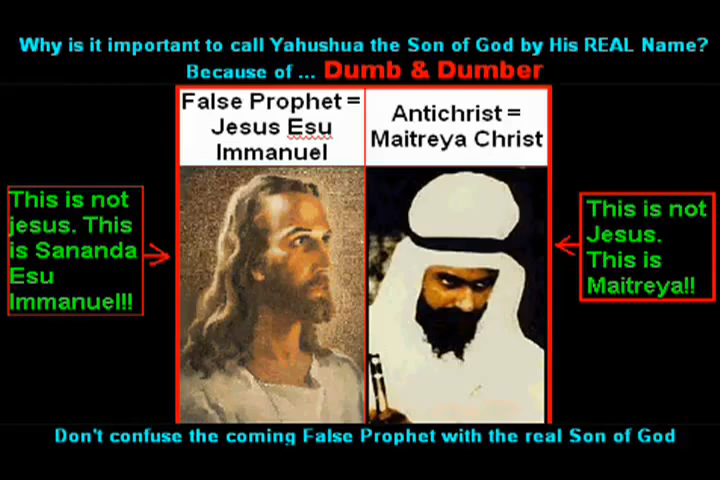 Why is it important to call Yahushua the Son of God by His REAL Name?
Because of ... Dumb & Dumber
False Prophet =
Jesus Esu
Immanuel
Antichrist =
Maitreya Christ
This is not
jesus. This
is Sananda
Esu
Immanuel!!
This is not
Jesus.
This is
Maitreya!!
Don't confuse the coming False Prophet with the real Son of God